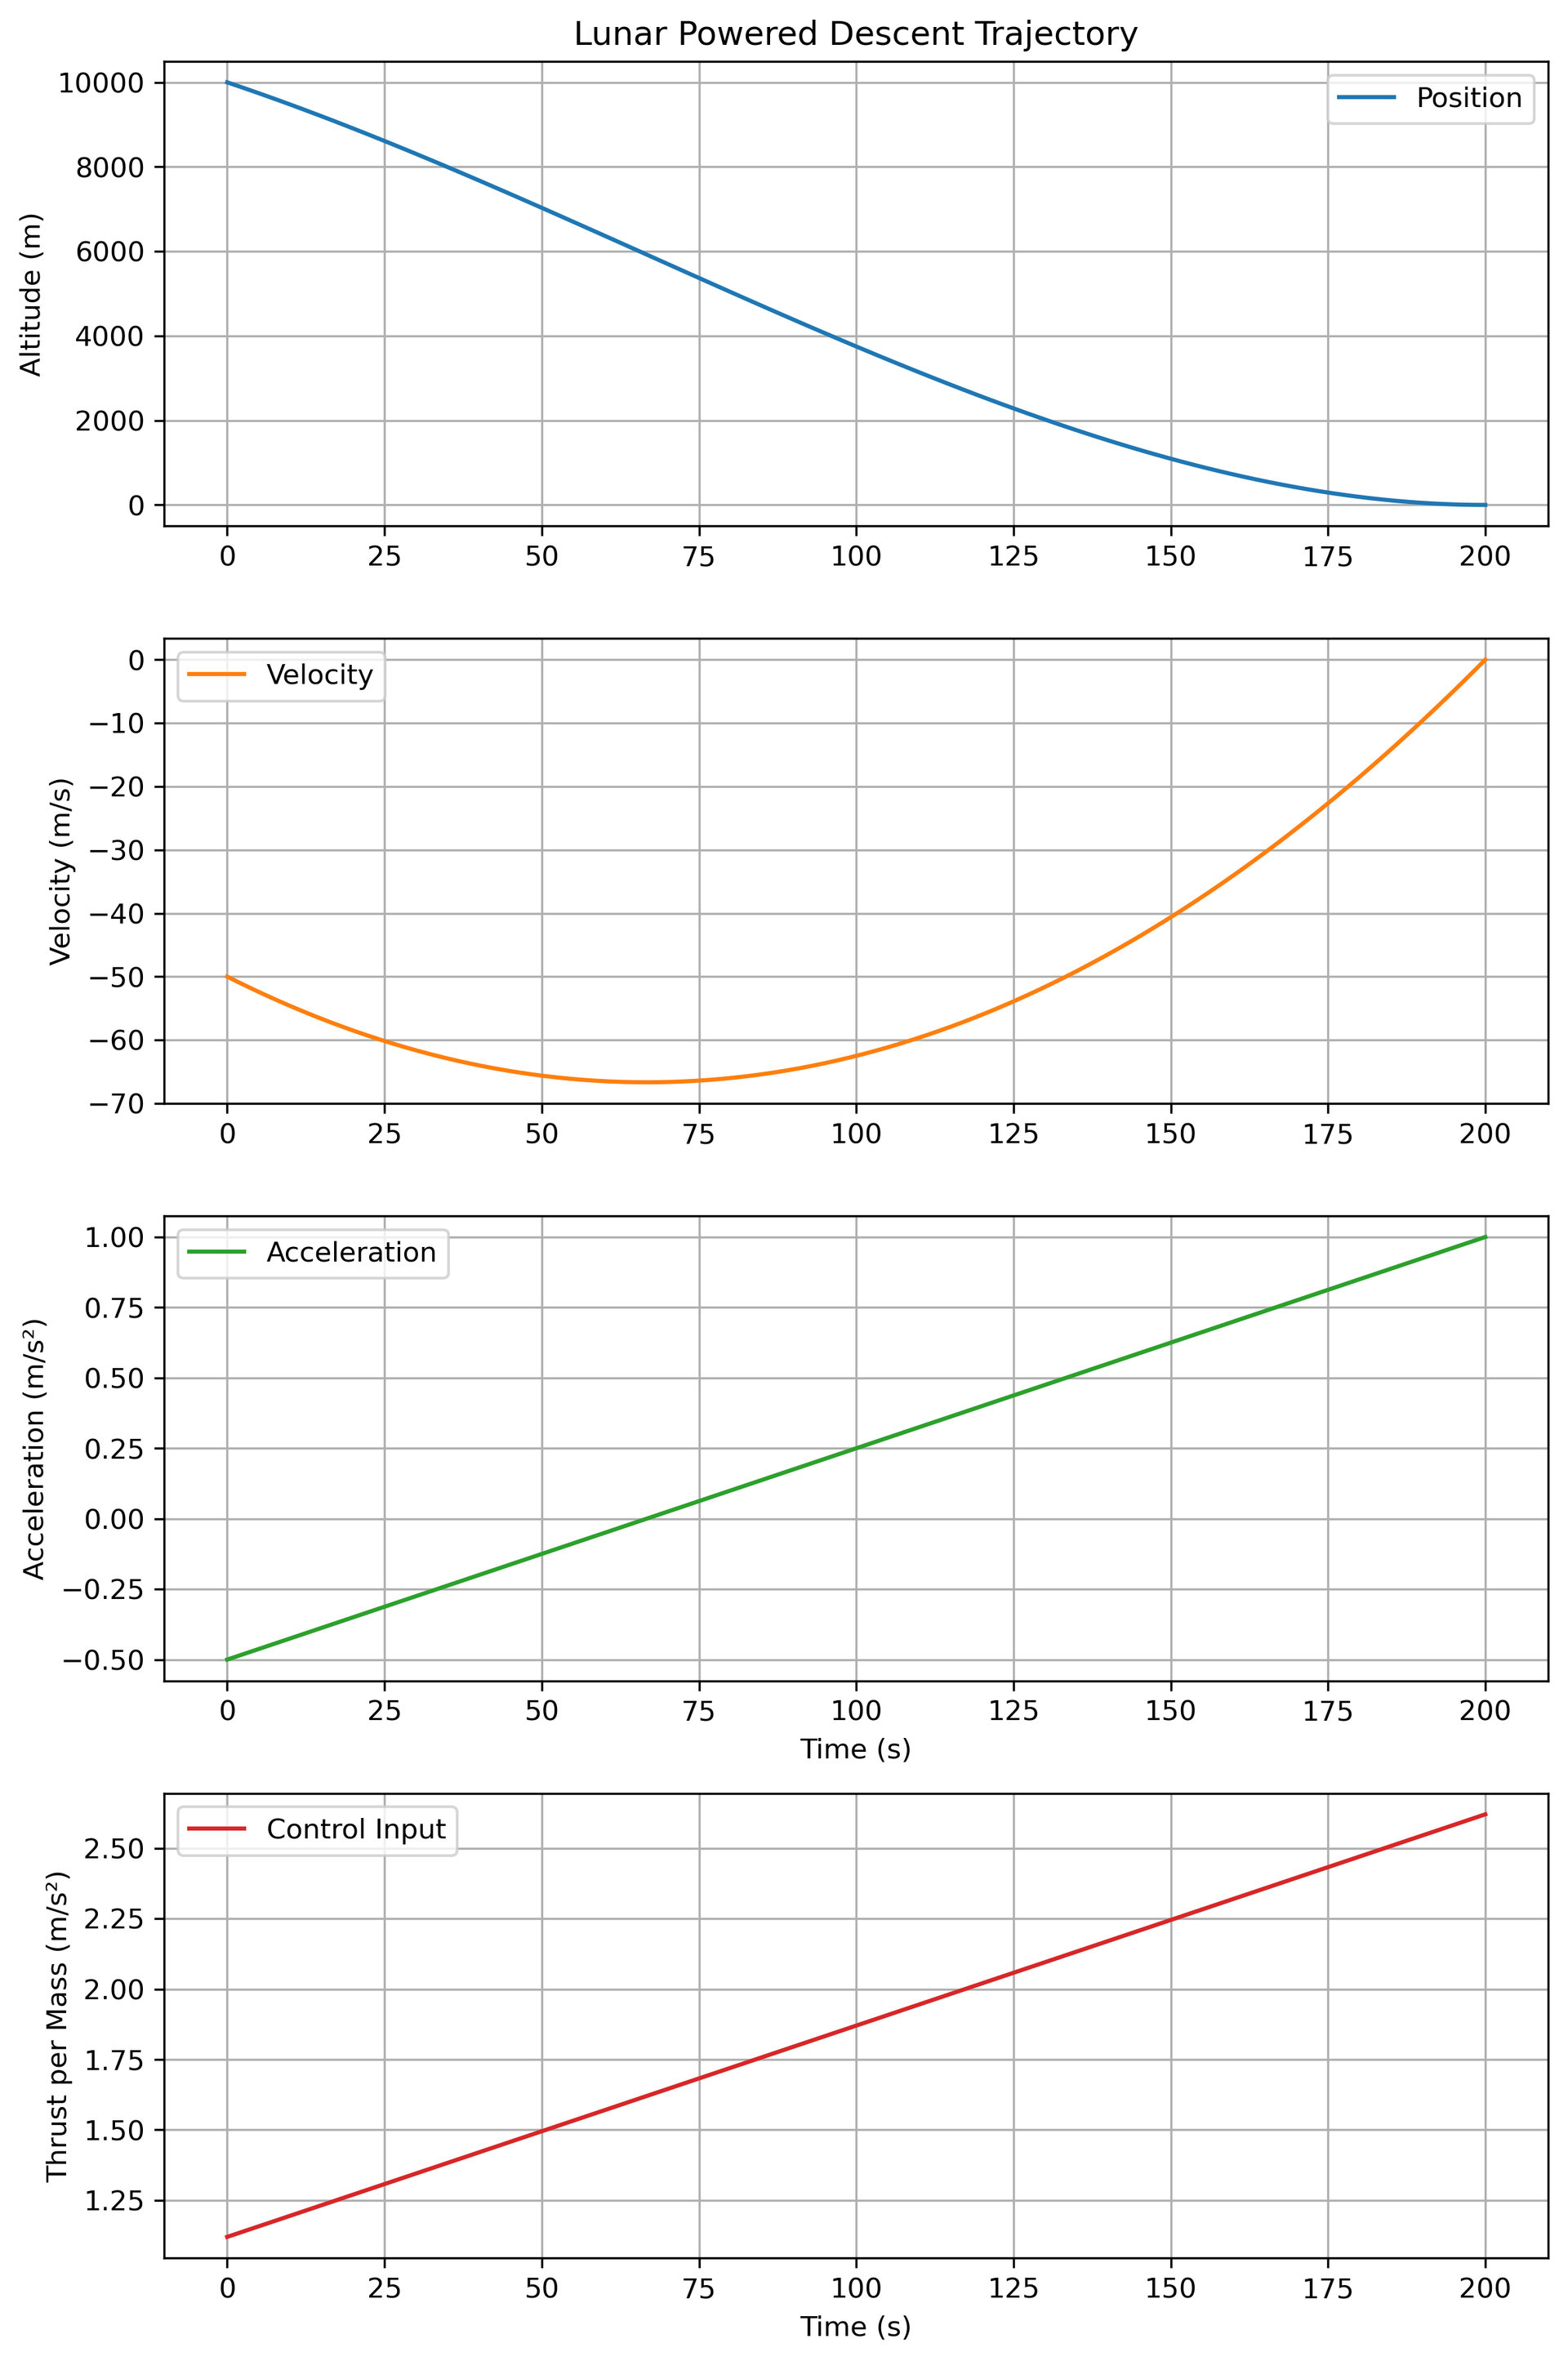 Lunar Powered Descent Trajectory
10000
8000
6000
4000
2000
0
Altitude (m)
Position
0 25 50 75 100 125 150 175 200
0
−10
−20
−30
−40
−50
−60
−70
Velocity (m/s)
Velocity
0 25 50 75 100 125 150 175 200
1.00
0.75
0.50
0.25
0.00
−0.25
−0.50
Acceleration (m/s²)
Acceleration
0 25 50 75 100 125 150 175 200
Time (s)
2.50
2.25
2.00
1.75
1.50
1.25
Thrust per Mass (m/s²)
Control Input
0 25 50 75 100 125 150 175 200
Time (s)